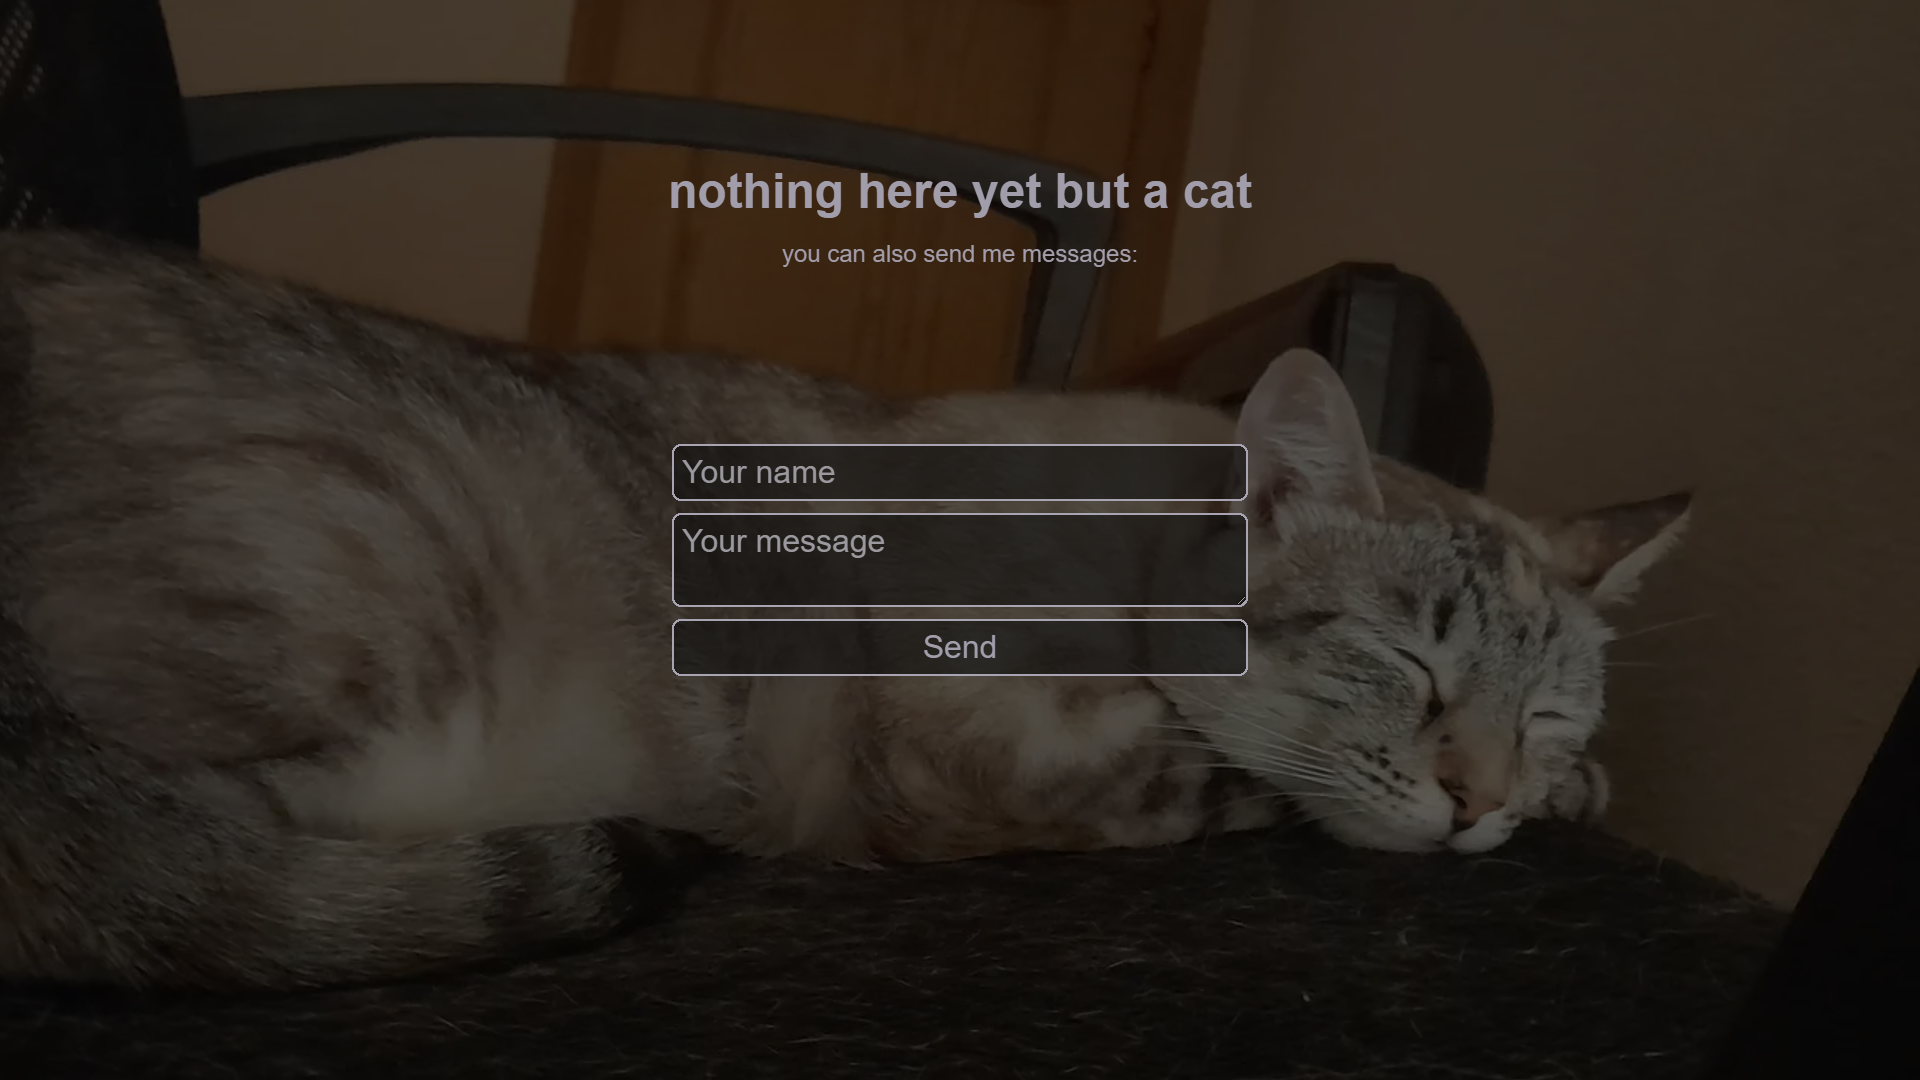 nothing here yet but a cat
you can also send me messages:
Your name
Your message
Send